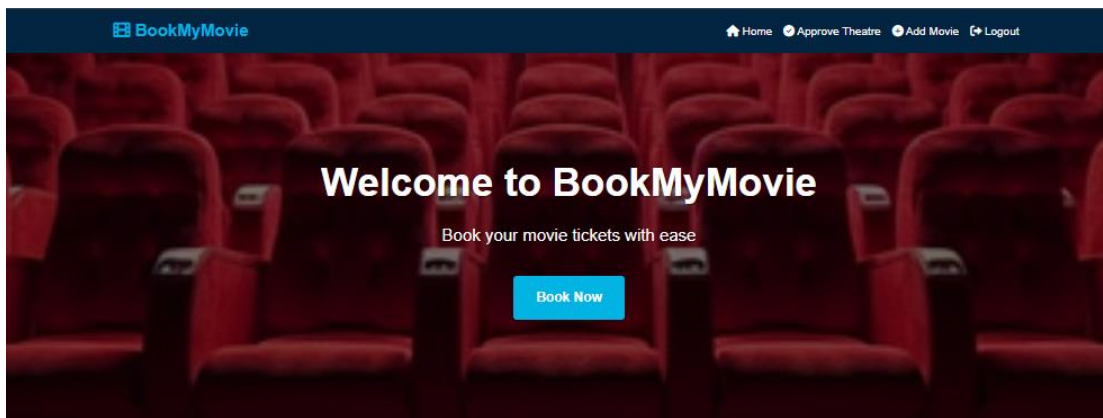 BookMyMovie
Home Approve Theatre Add Movie Logout
Welcome to BookMyMovie
Book your movie tickets with ease
Book Now